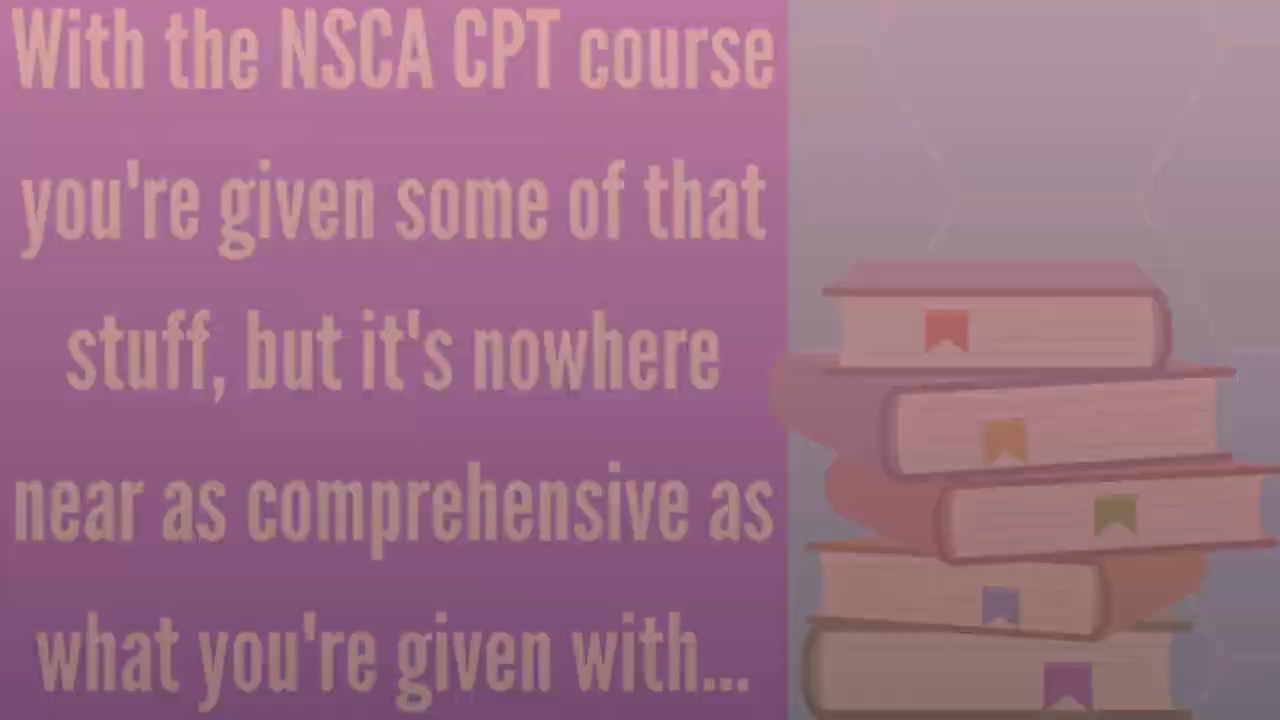 With the NSCA CPT course
you're given some of that
stuff, but it's nowhere
near as comprehensive as
what you're given with...